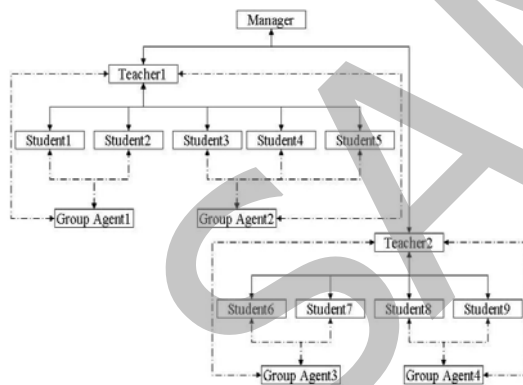 Manager
Teacher1
Student1 Student2 Student3 Student4 Student5
Group Agent1 Group Agent2
Teacher2
Student6 Student7 Student8 Student9
Group Agent3 Group Agent4